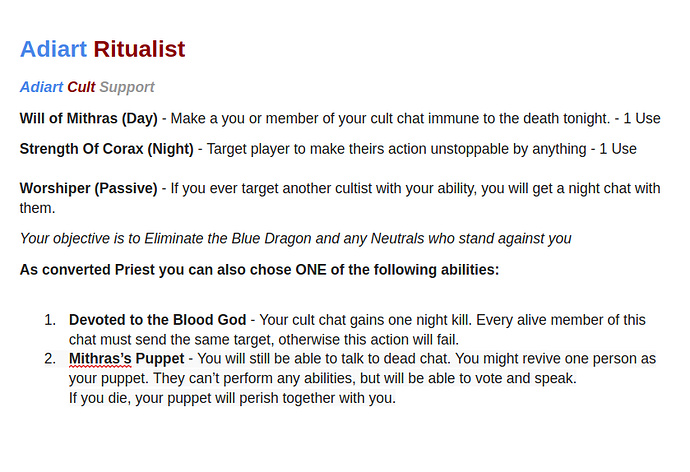 Adiart Ritualist
Adiart Cult Support
Will of Mithras (Day) - Make a you or member of your cult chat immune to the death tonight. - 1 Use
Strength Of Corax (Night) - Target player to make theirs action unstoppable by anything - 1 Use
Worshiper (Passive) - If you ever target another cultist with your ability, you will get a night chat with
them.
Your objective is to Eliminate the Blue Dragon and any Neutrals who stand against you
As converted Priest you can also chose ONE of the following abilities:
1. Devoted to the Blood God - Your cult chat gains one night kill. Every alive member of this
chat must send the same target, otherwise this action will fail.
2. Mithras’s Puppet - You will still be able to talk to dead chat. You might revive one person as
your puppet. They can’t perform any abilities, but will be able to vote and speak.
If you die, your puppet will perish together with you.